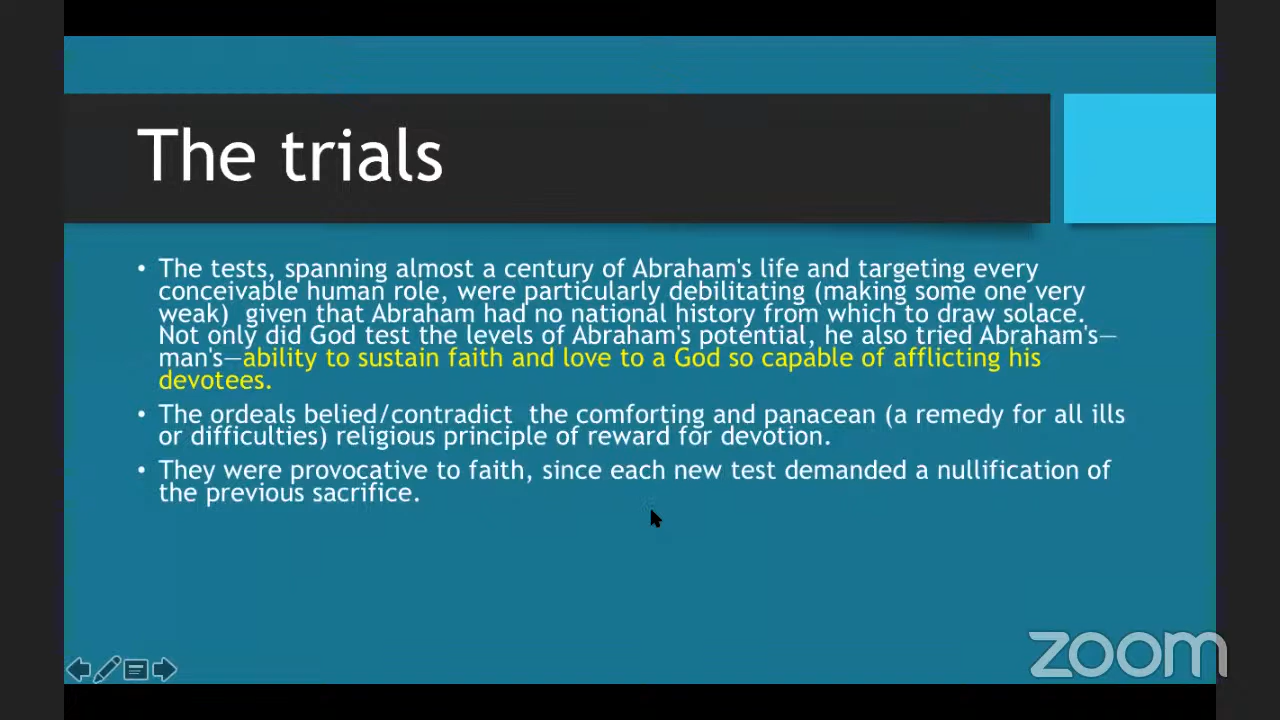 The trials
• The tests, spanning almost a century of Abraham's life and targeting every
conceivable human role, were particularly debilitating (making some one very
weak)  given that Abraham had no national history from which to draw solace.
Not only did God test the levels of Abraham's potential, he also tried Abraham's—
man's—ability to sustain faith and love to a God so capable of afflicting his
devotees.
• The ordeals belied/contradict  the comforting and panacean (a remedy for all ills
or difficulties) religious principle of reward for devotion.
• They were provocative to faith, since each new test demanded a nullification of
the previous sacrifice.
zoom